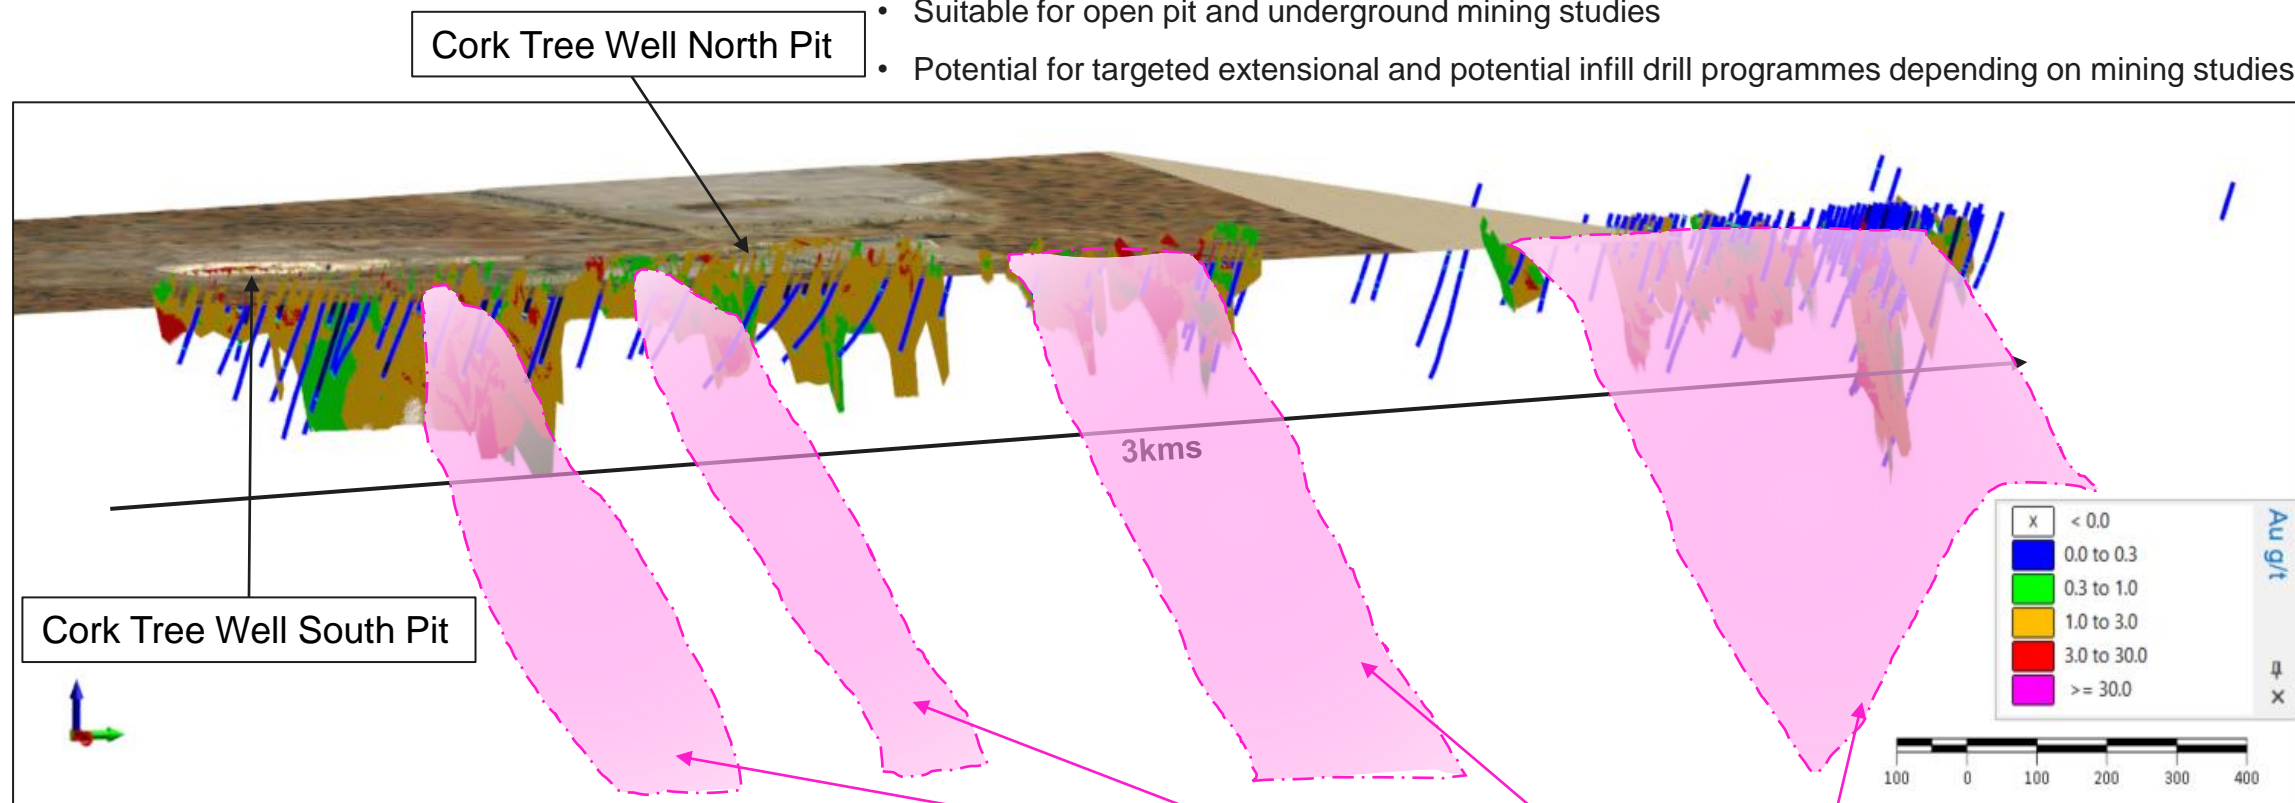 • Suitable for open pit and underground mining studies
Cork Tree Well North Pit
• Potential for targeted extensional and potential infill drill programmes depending on mining studies
3kms
Cork Tree Well South Pit
Au g/t
x < 0.0
0.0 to 0.3
0.3 to 1.0
1.0 to 3.0
3.0 to 30.0
>= 30.0
100 0 100 200 300 400